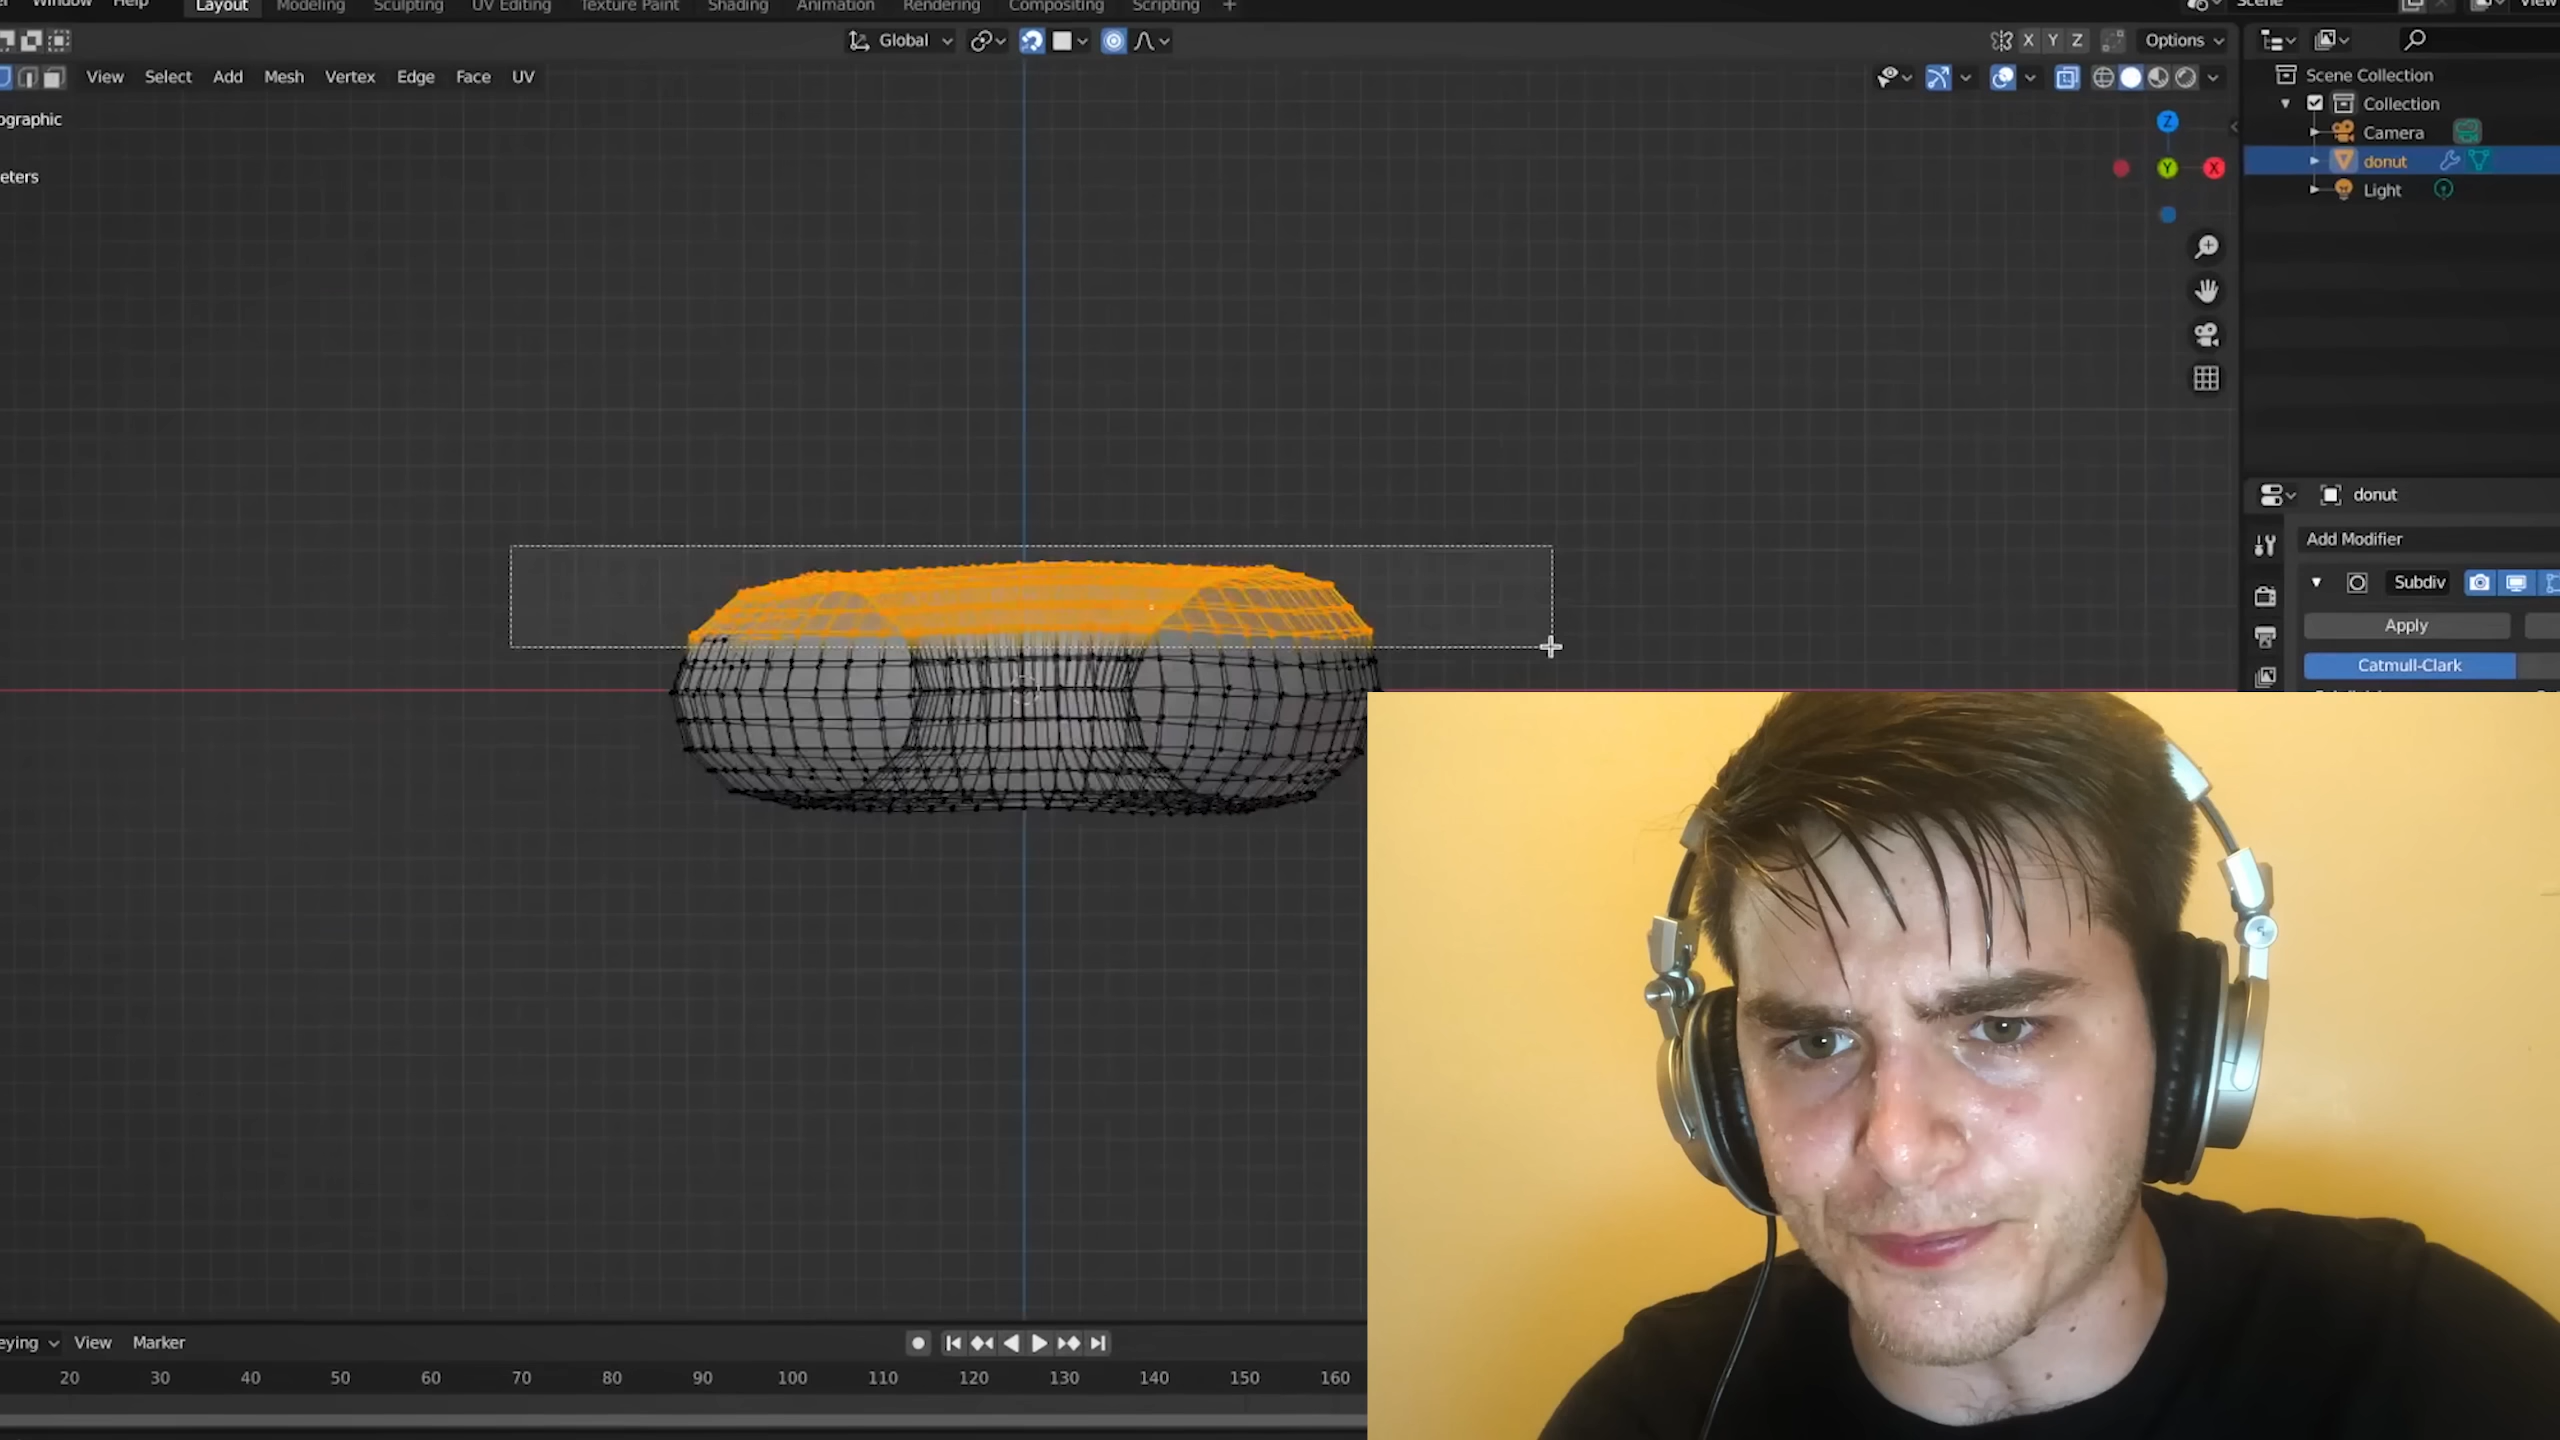 Window Help Layout Modeling Sculpting UV Editing Texture Paint Shading Animation Rendering Compositing Scripting + Scene View
Global X Y Z Options
View Select Add Mesh Vertex Edge Face UV
Scene Collection
Collection
ographic
Z
Camera
donut
Y X
eters
Light
donut
Add Modifier
Subdiv
Apply
Catmull-Clark
eying View Marker
20 30 40 50 60 70 80 90 100 110 120 130 140 150 160